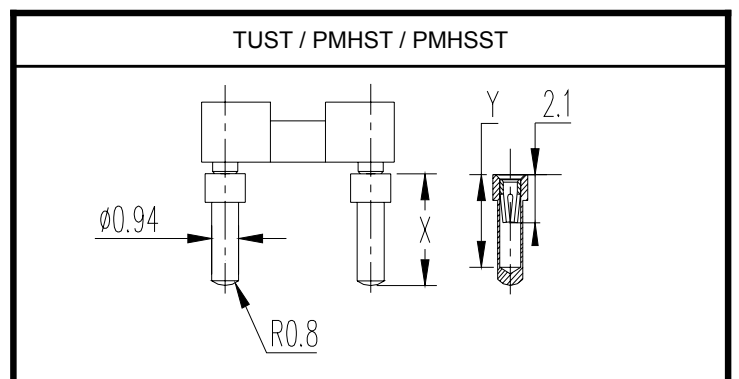 TUST / PMHST / PMHSST
Y
2.1
Ø0.94
X
R0.8